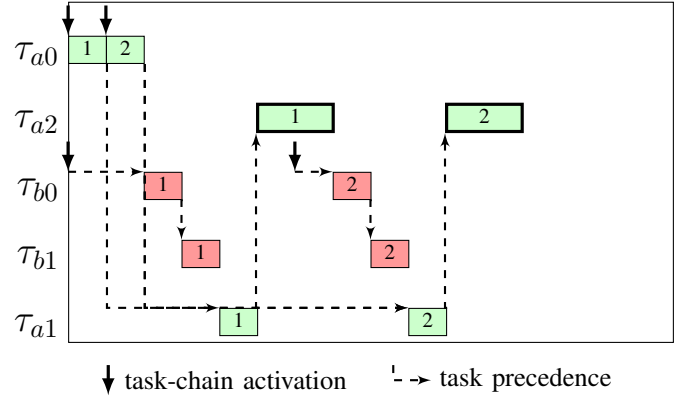 τa0 1 2
τa2 1 2
τb0 1 2
τb1 1 2
τa1 1 2
task-chain activation task precedence